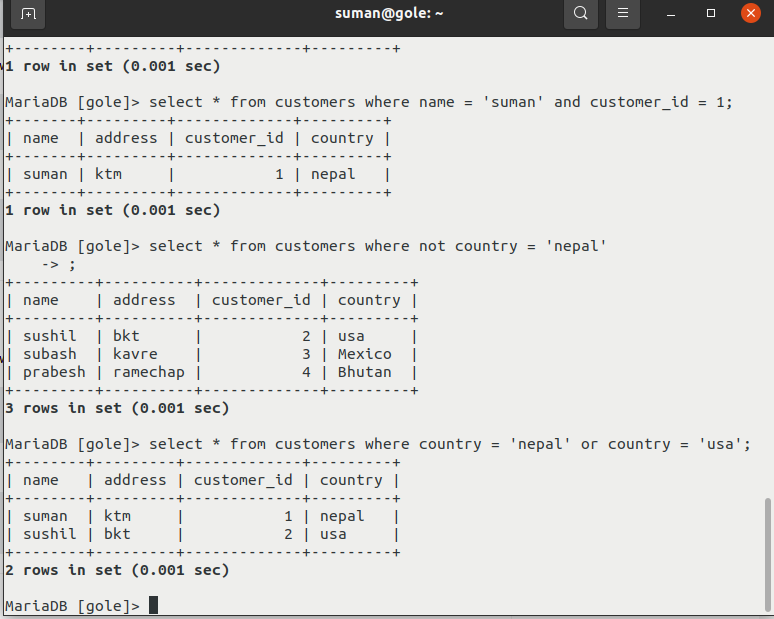 suman@gole: ~
+--------+---------+-------------+---------+
1 row in set (0.001 sec)
MariaDB [gole]> select * from customers where name = 'suman' and customer_id = 1;
+-------+---------+-------------+---------+
| name  | address | customer_id | country |
+-------+---------+-------------+---------+
| suman | ktm     |           1 | nepal   |
+-------+---------+-------------+---------+
1 row in set (0.001 sec)
MariaDB [gole]> select * from customers where not country = 'nepal'
    -> ;
+---------+----------+-------------+---------+
| name    | address  | customer_id | country |
+---------+----------+-------------+---------+
| sushil  | bkt      |           2 | usa     |
| subash  | kavre    |           3 | Mexico  |
| prabesh | ramechap |           4 | Bhutan  |
+---------+----------+-------------+---------+
3 rows in set (0.001 sec)
MariaDB [gole]> select * from customers where country = 'nepal' or country = 'usa';
+--------+---------+-------------+---------+
| name   | address | customer_id | country |
+--------+---------+-------------+---------+
| suman  | ktm     |           1 | nepal   |
| sushil | bkt     |           2 | usa     |
+--------+---------+-------------+---------+
2 rows in set (0.001 sec)
MariaDB [gole]>